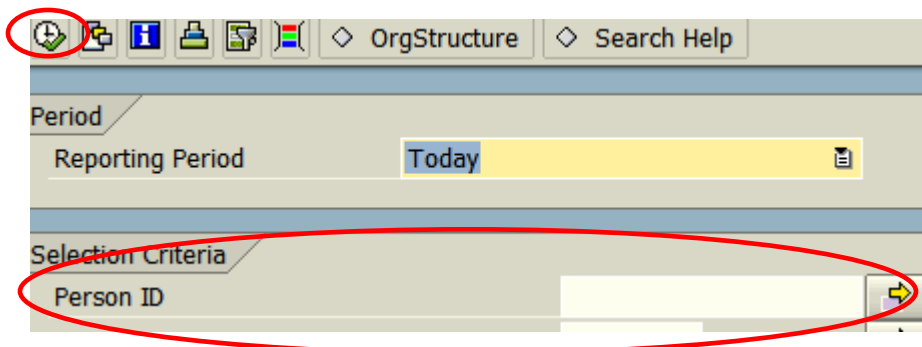 OrgStructure Search Help
Period
Reporting Period Today
Selection Criteria
Person ID